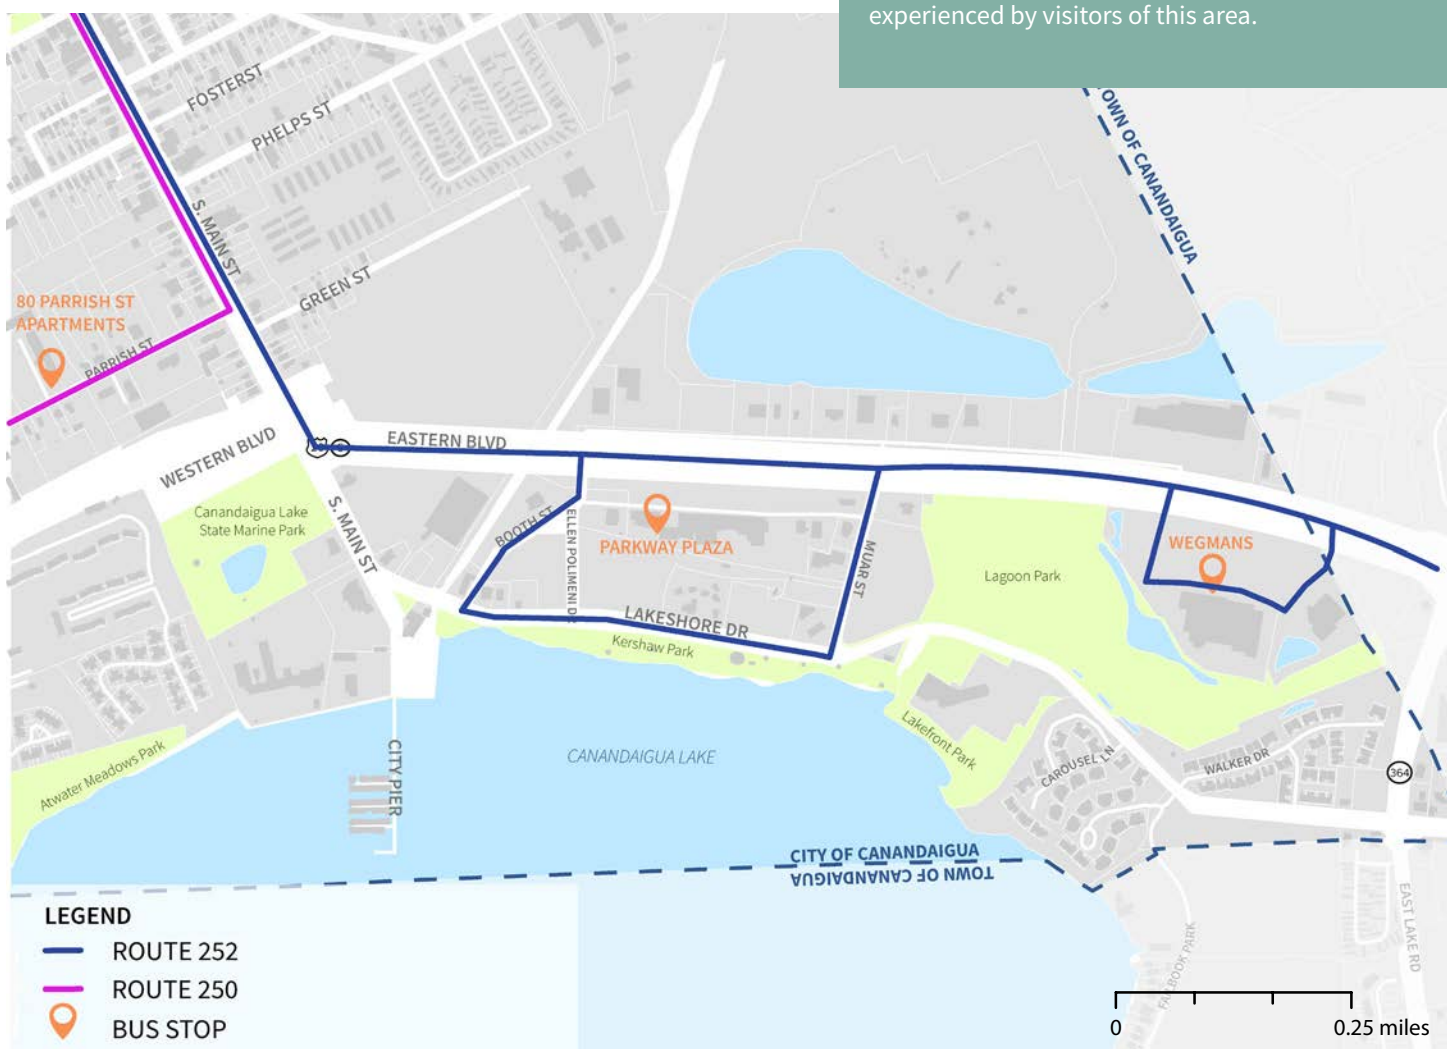 experienced by visitors of this area.
TOWN OF CANANDAIGUA
FOSTERST
PHELPS ST
S. MAIN ST
GREEN ST
80 PARRISH ST
APARTMENTS
PARRISH ST
WESTERN BLVD
EASTERN BLVD
Canandaigua Lake
State Marine Park
S. MAIN ST
BOOTH ST
ELLEN POLIMENI DR
PARKWAY PLAZA
MUAR ST
WEGMANS
Lagoon Park
LAKESHORE DR
Kershaw Park
Lakefront Park
CAROUSEL LN
WALKER DR
364
Atwater Meadows Park
CITY PIER
CANANDAIGUA LAKE
CITY OF CANANDAIGUA
TOWN OF CANANDAIGUA
EAST LAKE RD
FALLBOOK PARK
LEGEND
ROUTE 252
ROUTE 250
BUS STOP
0
0.25 miles